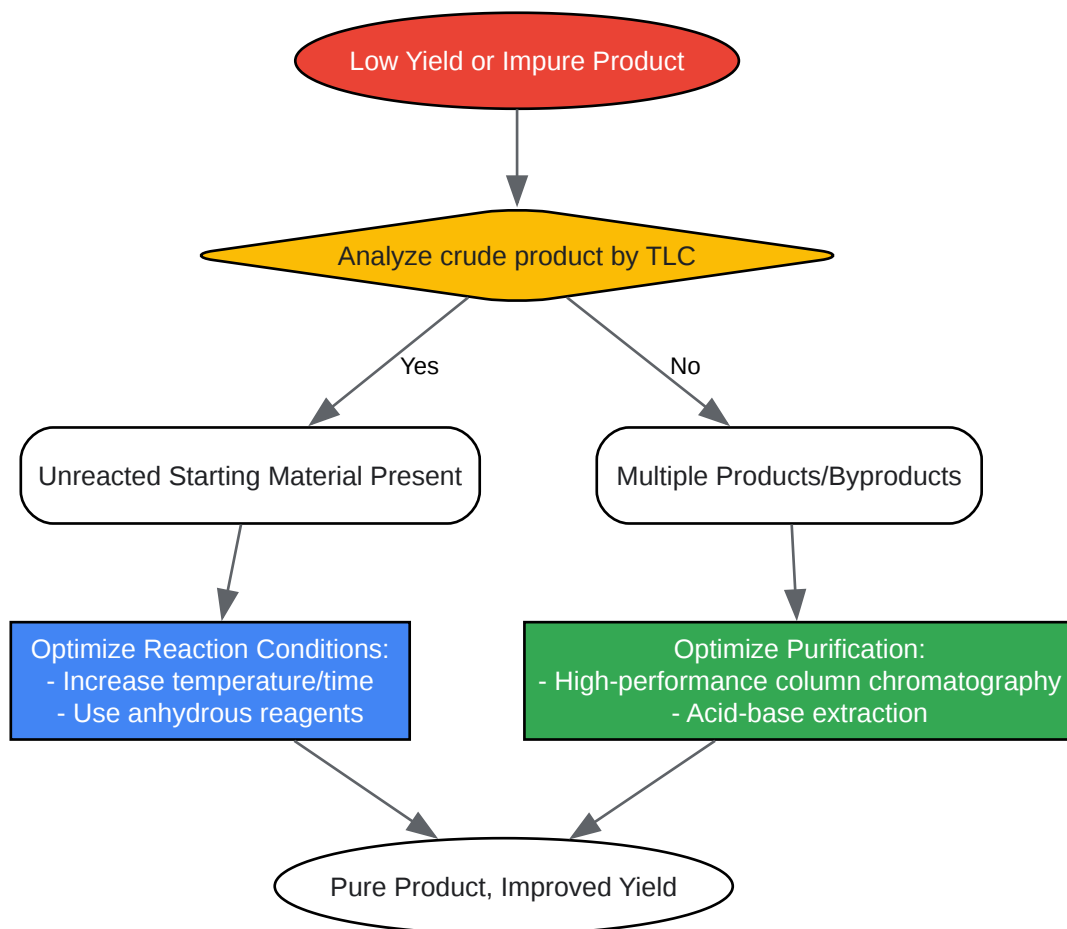 Low Yield or Impure Product
Analyze crude product by TLC
Yes
No
Unreacted Starting Material Present
Multiple Products/Byproducts
Optimize Reaction Conditions:
- Increase temperature/time
- Use anhydrous reagents
Optimize Purification:
- High-performance column chromatography
- Acid-base extraction
Pure Product, Improved Yield